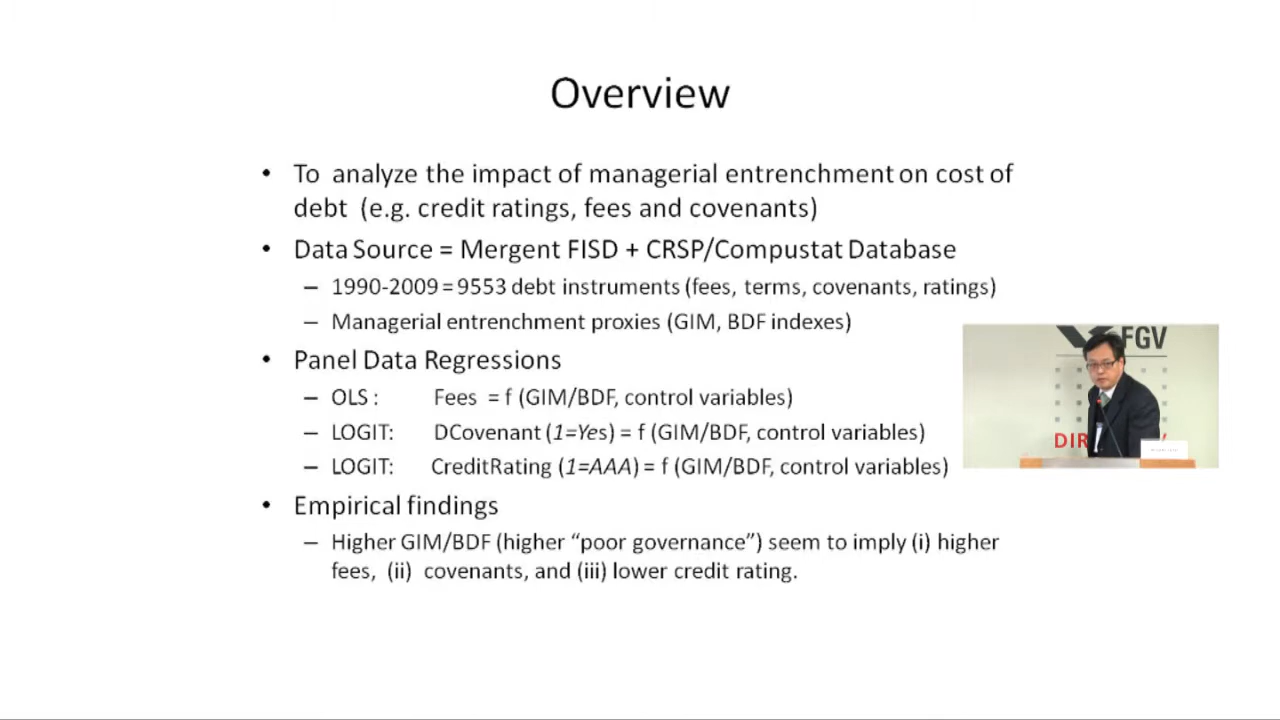 Overview
• To analyze the impact of managerial entrenchment on cost of
debt (e.g. credit ratings, fees and covenants)
• Data Source = Mergent FISD + CRSP/Compustat Database
– 1990-2009 = 9553 debt instruments (fees, terms, covenants, ratings)
– Managerial entrenchment proxies (GIM, BDF indexes)
• Panel Data Regressions
– OLS : Fees = f (GIM/BDF, control variables)
– LOGIT: DCovenant (1=Yes) = f (GIM/BDF, control variables)
– LOGIT: CreditRating (1=AAA) = f (GIM/BDF, control variables)
• Empirical findings
– Higher GIM/BDF (higher “poor governance”) seem to imply (i) higher
fees, (ii) covenants, and (iii) lower credit rating.
FGV